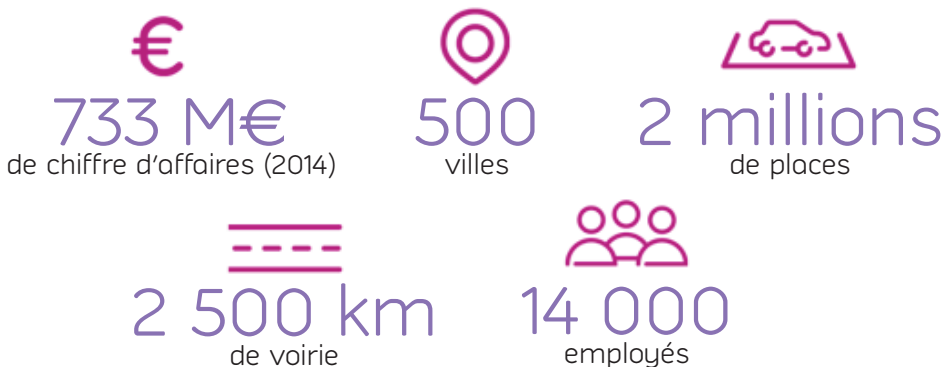 €
733 M€
de chiffre d'affaires (2014)
500
villes
2 millions
de places
2 500 km
de voirie
14 000
employés